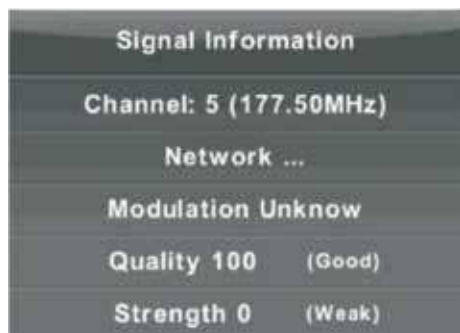 Signal Information
Channel: 5 (177.50MHz)
Network ...
Modulation Unknow
Quality 100 (Good)
Strength 0 (Weak)